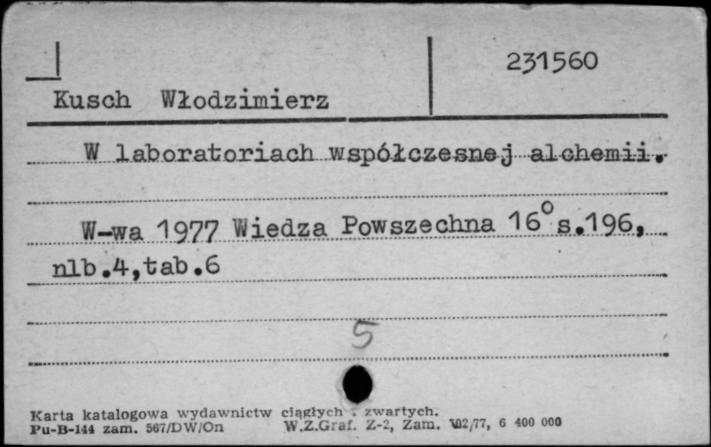 231560
Kusch Włodzimierz
W laboratoriach współczesnej alchemii.
W-wa 1977 Wiedza Powszechna 16° s.196,
nlb.4,tab.6
5
Karta katalogowa wydawnictw ciągłych . zwartych.
Pu-B-144 zam. 567/DW/On W.Z.Graf. Z-2, Zam. 102/77, 6 400 000